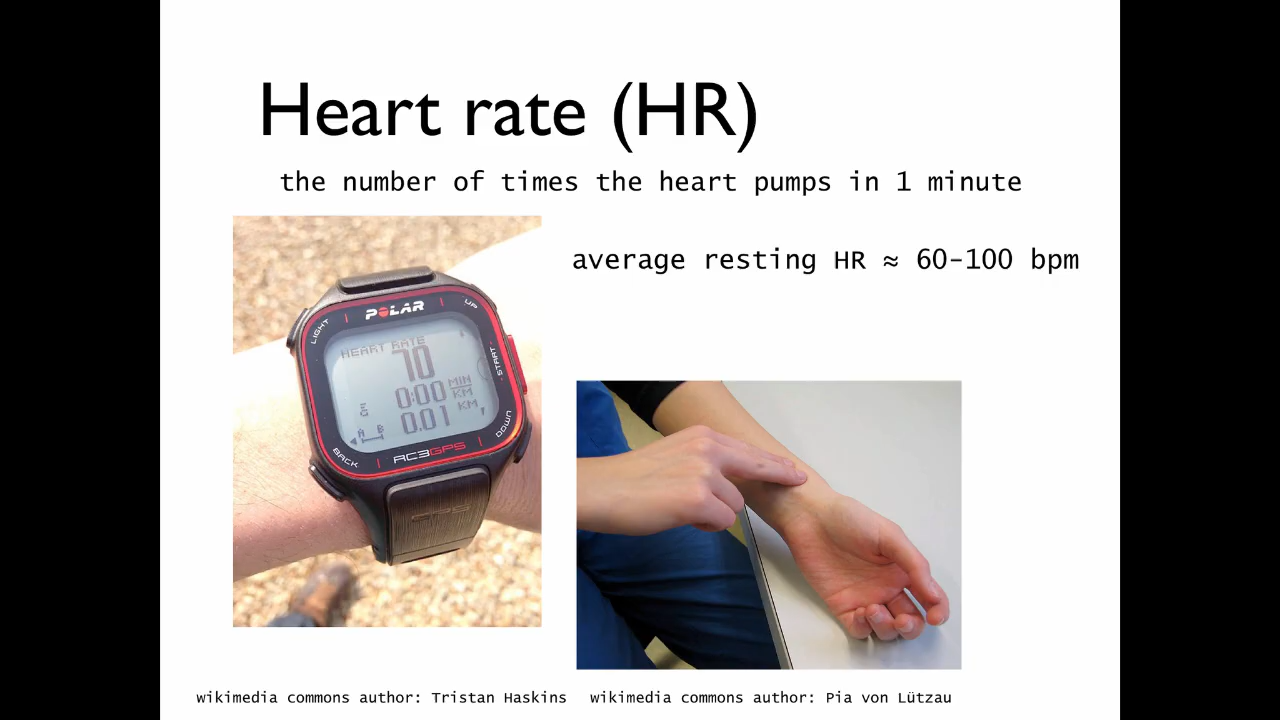 Heart rate (HR)
the number of times the heart pumps in 1 minute
average resting HR ≈ 60-100 bpm
POLAR
LIGHT
UP
HEART RATE
70
START
0:00 MIN/KM
0.01 KM
DOWN
BACK
RC3GPS
wikimedia commons author: Tristan Haskins
wikimedia commons author: Pia von Lützau